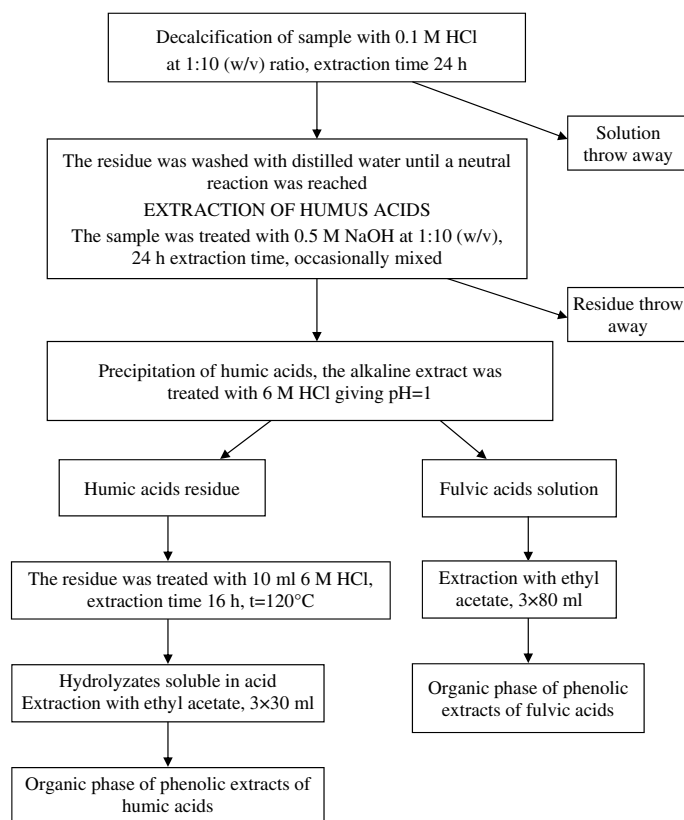 Decalcification of sample with 0.1 M HCl
at 1:10 (w/v) ratio, extraction time 24 h
Solution
throw away
The residue was washed with distilled water until a neutral
reaction was reached
EXTRACTION OF HUMUS ACIDS
The sample was treated with 0.5 M NaOH at 1:10 (w/v),
24 h extraction time, occasionally mixed
Residue throw
away
Precipitation of humic acids, the alkaline extract was
treated with 6 M HCl giving pH=1
Humic acids residue
Fulvic acids solution
The residue was treated with 10 ml 6 M HCl,
extraction time 16 h, t=120°C
Extraction with ethyl
acetate, 3×80 ml
Hydrolyzates soluble in acid
Extraction with ethyl acetate, 3×30 ml
Organic phase of phenolic
extracts of fulvic acids
Organic phase of phenolic extracts of
humic acids